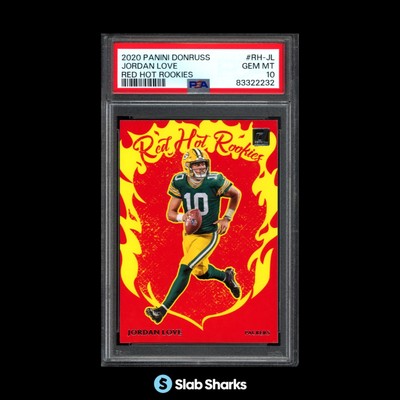 2020 PANINI DONRUSS #RH-JL
JORDAN LOVE GEM MT
RED HOT ROOKIES 10
PSA 83322232
Red Hot Rookies
10
JORDAN LOVE PACKERS
S Slab Sharks